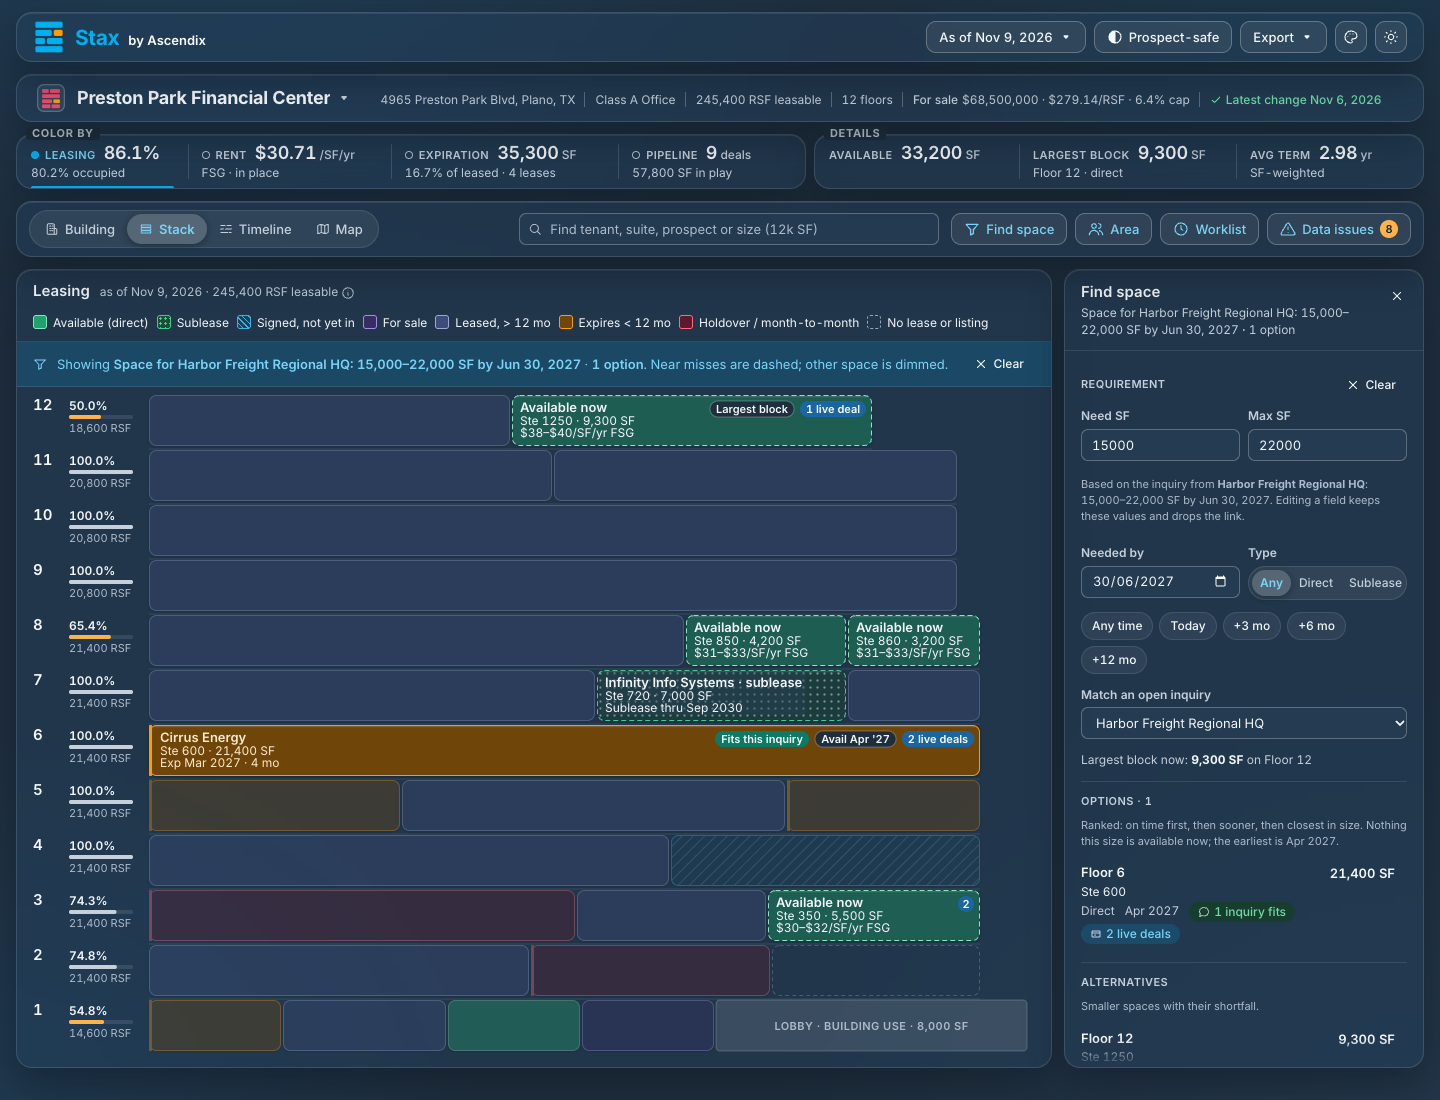 Stax by Ascendix
As of Nov 9, 2026
Prospect-safe
Export
Preston Park Financial Center
4965 Preston Park Blvd, Plano, TX
Class A Office
245,400 RSF leasable
12 floors
For sale $68,500,000 · $279.14/RSF · 6.4% cap
✓ Latest change Nov 6, 2026
COLOR BY
LEASING 86.1%
80.2% occupied
RENT $30.71 /SF/yr
FSG · in place
EXPIRATION 35,300 SF
16.7% of leased · 4 leases
PIPELINE 9 deals
57,800 SF in play
DETAILS
AVAILABLE 33,200 SF
LARGEST BLOCK 9,300 SF
Floor 12 · direct
AVG TERM 2.98 yr
SF-weighted
Building
Stack
Timeline
Map
Find tenant, suite, prospect or size (12k SF)
Find space
Area
Worklist
Data issues 8
Leasing as of Nov 9, 2026 · 245,400 RSF leasable
Available (direct)
Sublease
Signed, not yet in
For sale
Leased, > 12 mo
Expires < 12 mo
Holdover / month-to-month
No lease or listing
Showing Space for Harbor Freight Regional HQ: 15,000–22,000 SF by Jun 30, 2027 · 1 option. Near misses are dashed; other space is dimmed.
Clear
12 50.0%
18,600 RSF
Available now
Ste 1250 · 9,300 SF
$38–$40/SF/yr FSG
Largest block
1 live deal
11 100.0%
20,800 RSF
10 100.0%
20,800 RSF
9 100.0%
20,800 RSF
8 65.4%
21,400 RSF
Available now
Ste 850 · 4,200 SF
$31–$33/SF/yr FSG
Available now
Ste 860 · 3,200 SF
$31–$33/SF/yr FSG
7 100.0%
21,400 RSF
Infinity Info Systems · sublease
Ste 720 · 7,000 SF
Sublease thru Sep 2030
6 100.0%
21,400 RSF
Cirrus Energy
Ste 600 · 21,400 SF
Exp Mar 2027 · 4 mo
Fits this inquiry
Avail Apr '27
2 live deals
5 100.0%
21,400 RSF
4 100.0%
21,400 RSF
3 74.3%
21,400 RSF
Available now
Ste 350 · 5,500 SF
$30–$32/SF/yr FSG
2
2 74.8%
21,400 RSF
1 54.8%
14,600 RSF
LOBBY · BUILDING USE · 8,000 SF
Find space
Space for Harbor Freight Regional HQ: 15,000–
22,000 SF by Jun 30, 2027 · 1 option
REQUIREMENT
Clear
Need SF
Max SF
15000
22000
Based on the inquiry from Harbor Freight Regional HQ:
15,000–22,000 SF by Jun 30, 2027. Editing a field keeps
these values and drops the link.
Needed by
Type
30/06/2027
Any Direct Sublease
Any time
Today
+3 mo
+6 mo
+12 mo
Match an open inquiry
Harbor Freight Regional HQ
Largest block now: 9,300 SF on Floor 12
OPTIONS · 1
Ranked: on time first, then sooner, then closest in size. Nothing
this size is available now; the earliest is Apr 2027.
Floor 6 21,400 SF
Ste 600
Direct Apr 2027 1 inquiry fits
2 live deals
ALTERNATIVES
Smaller spaces with their shortfall.
Floor 12 9,300 SF
Ste 1250